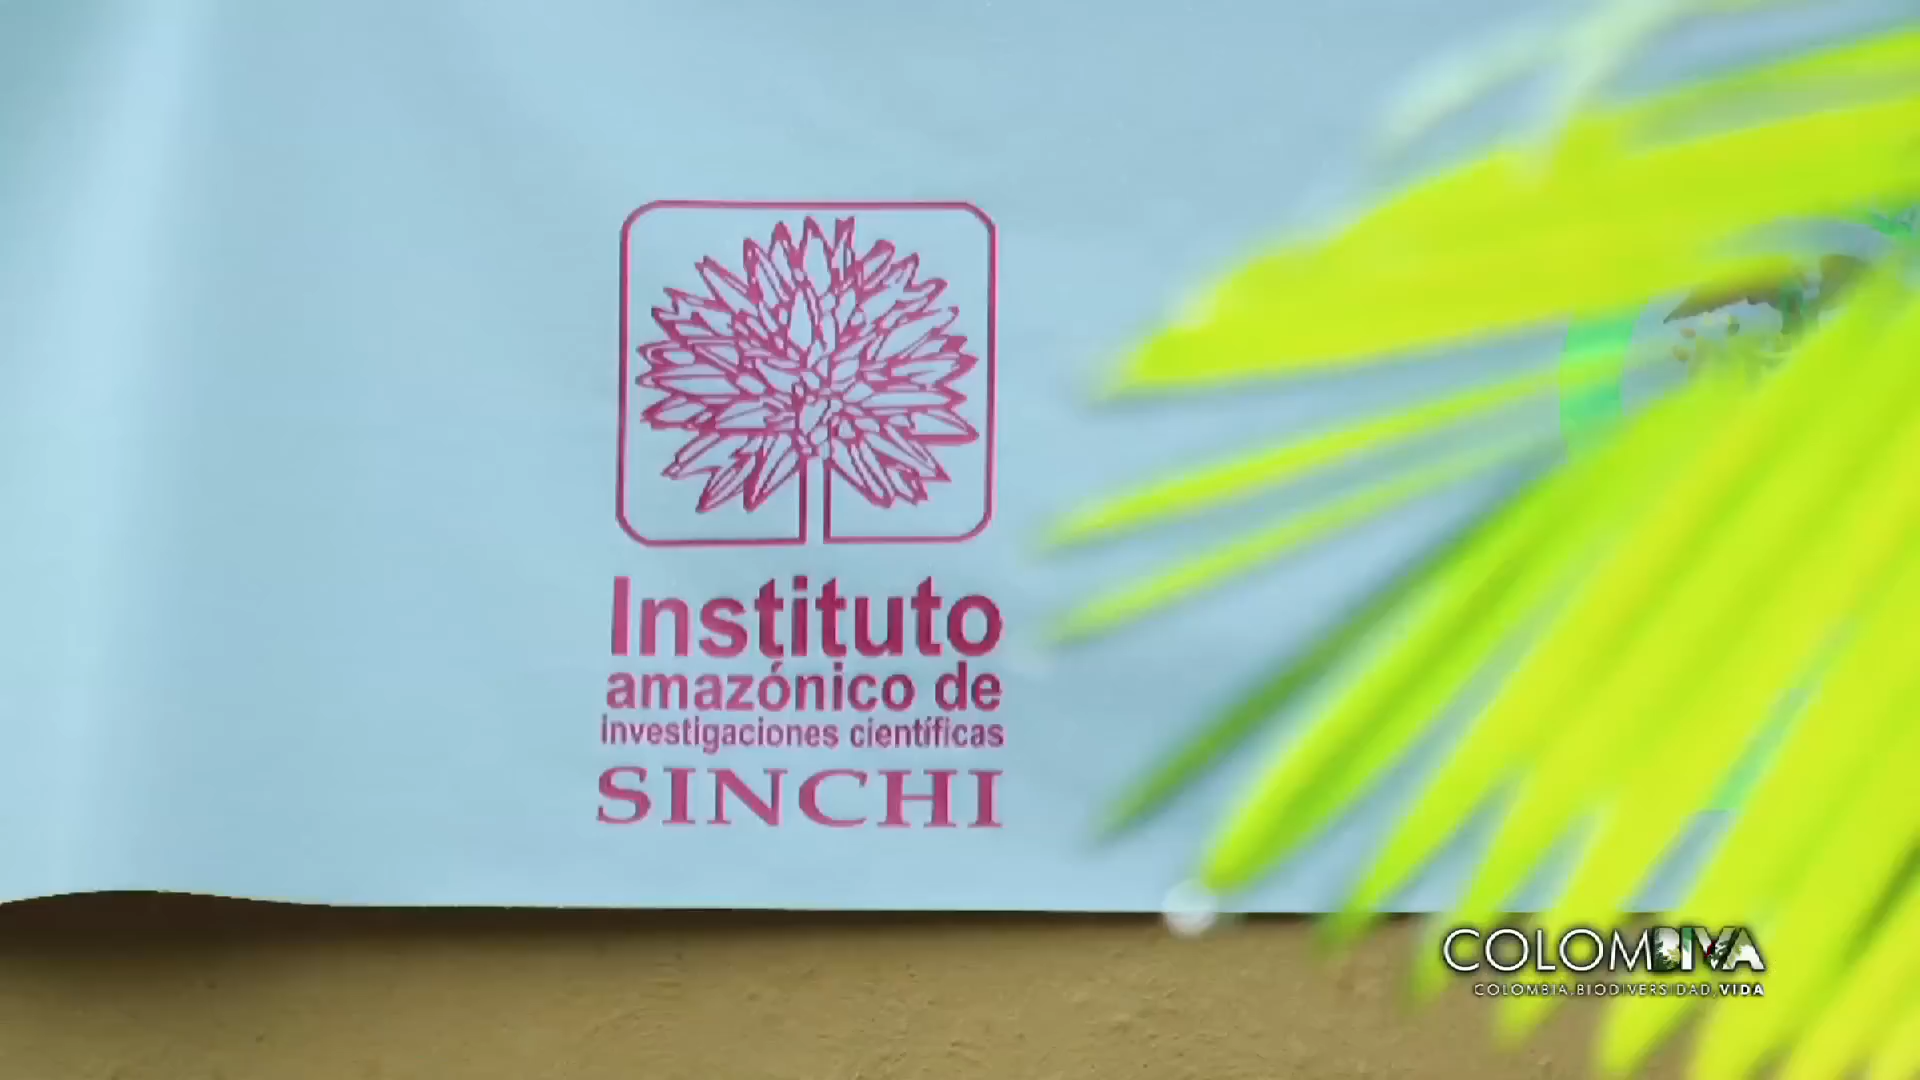 Instituto
amazónico de
investigaciones científicas
SINCHI
COLOMBIVA
COLOMBIA,BIODIVERSIDAD,VIDA